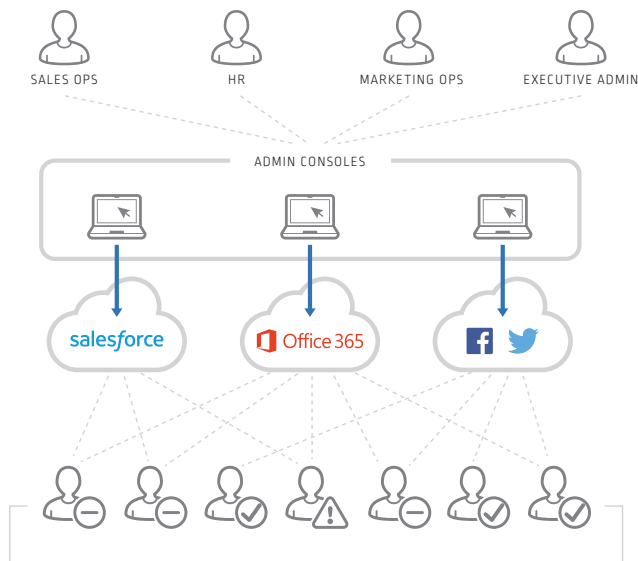 SALES OPS
HR
MARKETING OPS
EXECUTIVE ADMIN
ADMIN CONSOLES
salesforce
Office 365